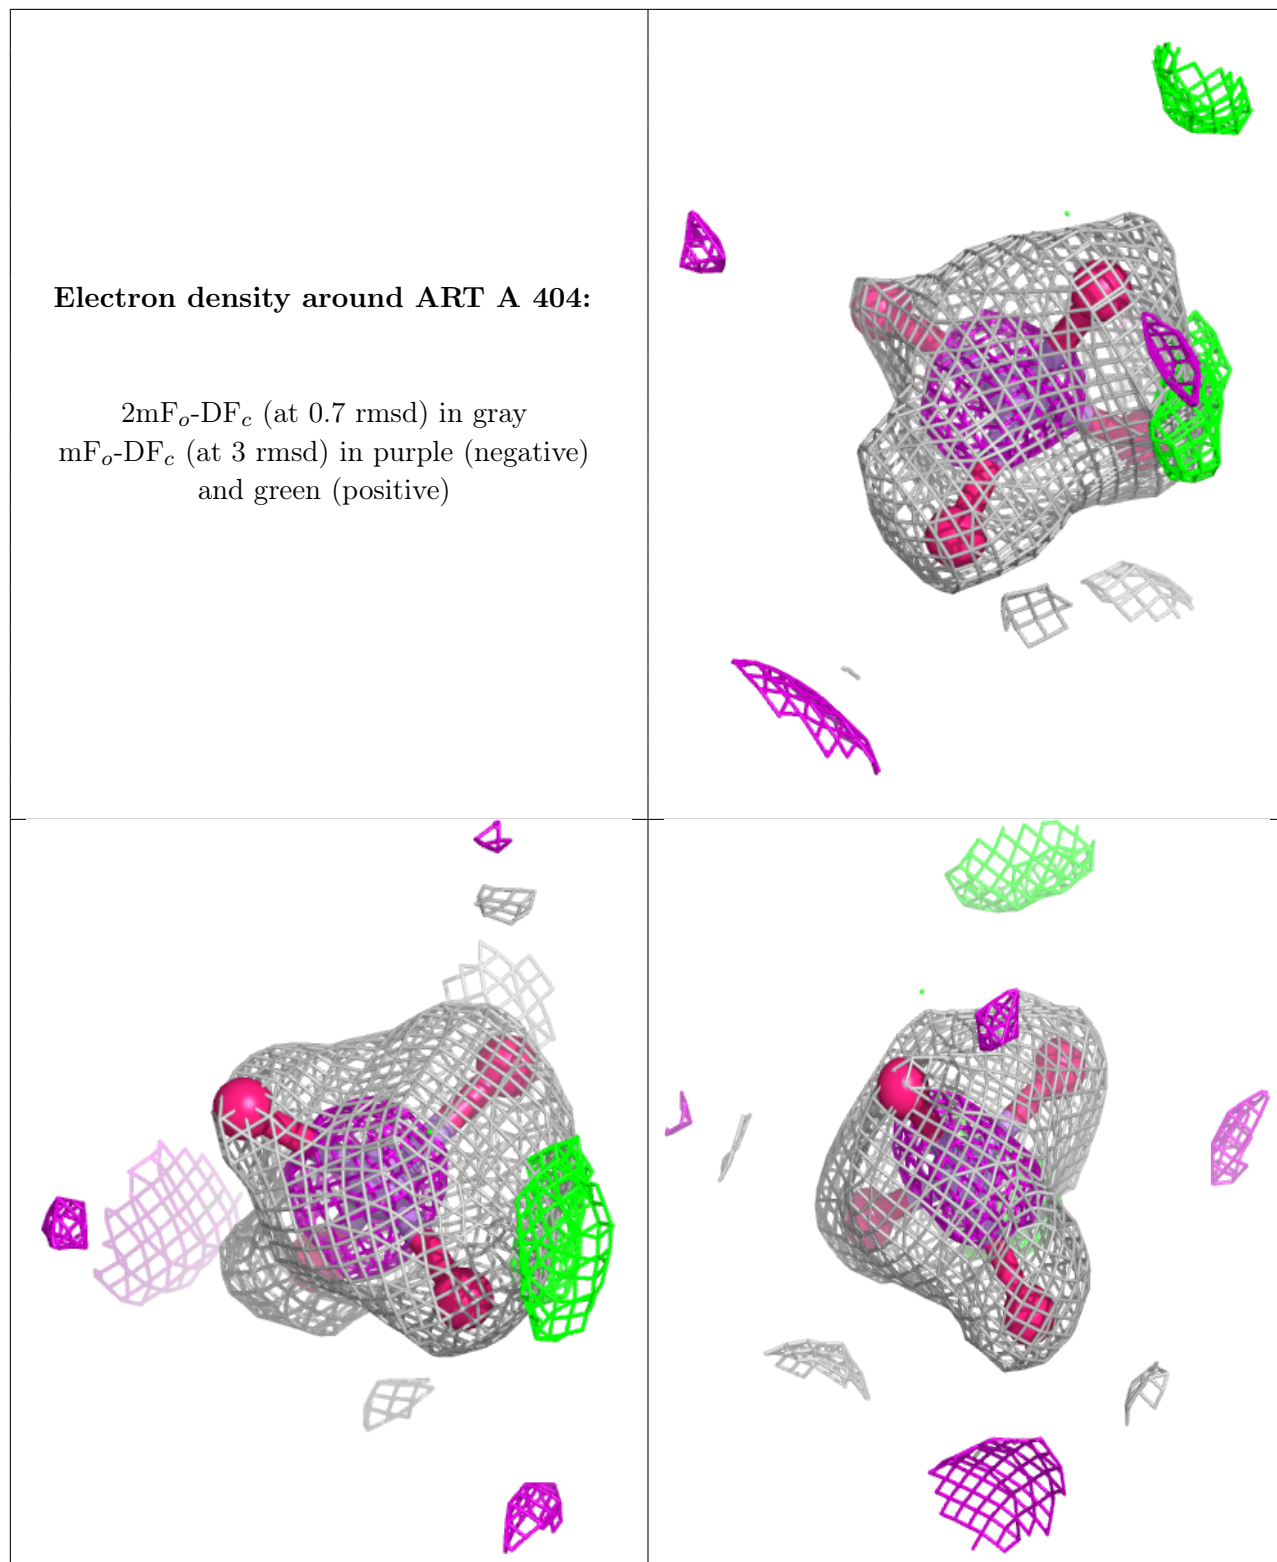 Electron density around ART A 404:
2mFo-DFc (at 0.7 rmsd) in gray
mFo-DFc (at 3 rmsd) in purple (negative)
and green (positive)